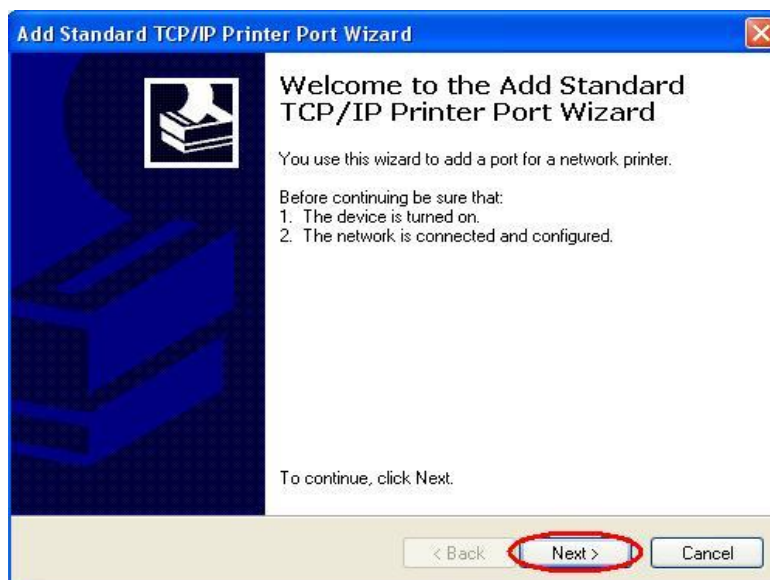 Add Standard TCP/IP Printer Port Wizard
Welcome to the Add Standard
TCP/IP Printer Port Wizard
You use this wizard to add a port for a network printer.
Before continuing be sure that:
1. The device is turned on.
2. The network is connected and configured.
To continue, click Next.
< Back
Next >
Cancel